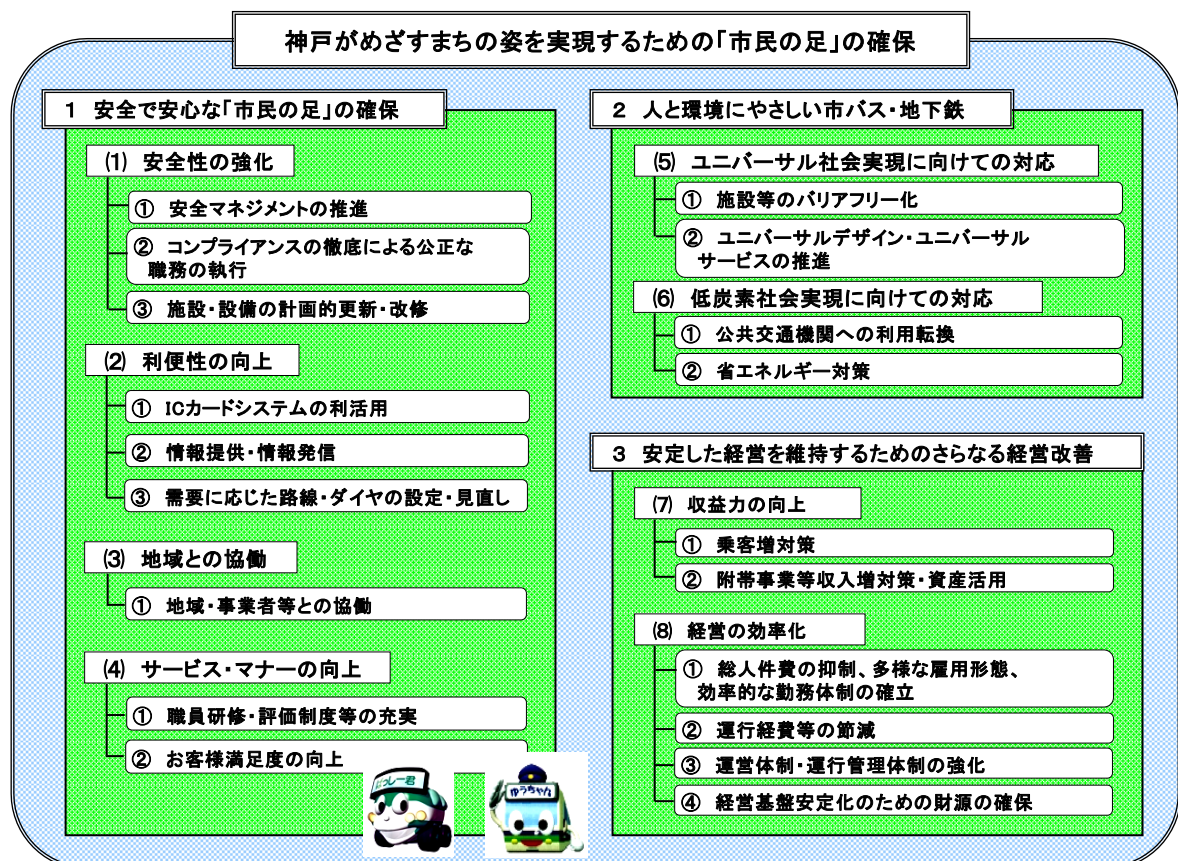 神戸がめざすまちの姿を実現するための「市民の足」の確保
1 安全で安心な「市民の足」の確保
(1) 安全性の強化
① 安全マネジメントの推進
② コンプライアンスの徹底による公正な
職務の執行
③ 施設・設備の計画的更新・改修
(2) 利便性の向上
① ICカードシステムの利活用
② 情報提供・情報発信
③ 需要に応じた路線・ダイヤの設定・見直し
(3) 地域との協働
① 地域・事業者等との協働
(4) サービス・マナーの向上
① 職員研修・評価制度等の充実
② お客様満足度の向上
ゆうちゃん
2 人と環境にやさしい市バス・地下鉄
(5) ユニバーサル社会実現に向けての対応
① 施設等のバリアフリー化
② ユニバーサルデザイン・ユニバーサル
サービスの推進
(6) 低炭素社会実現に向けての対応
① 公共交通機関への利用転換
② 省エネルギー対策
3 安定した経営を維持するためのさらなる経営改善
(7) 収益力の向上
① 乗客増対策
② 附帯事業等収入増対策・資産活用
(8) 経営の効率化
① 総人件費の抑制、多様な雇用形態、
効率的な勤務体制の確立
② 運行経費等の節減
③ 運営体制・運行管理体制の強化
④ 経営基盤安定化のための財源の確保